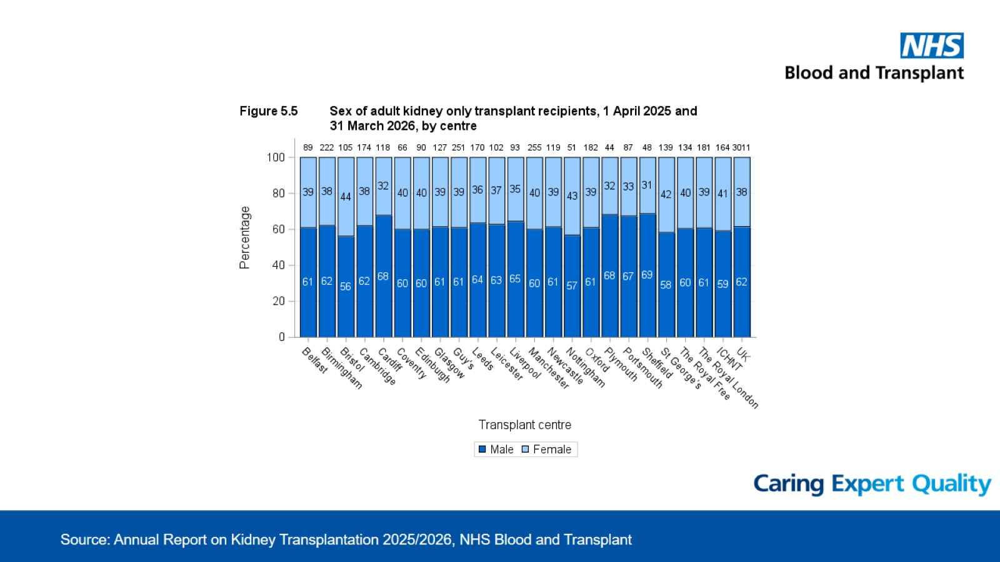 NHS
Blood and Transplant
Figure 5.5 Sex of adult kidney only transplant recipients, 1 April 2025 and
31 March 2026, by centre
89 222 105 174 118 66 90 127 251 170 102 93 255 119 51 182 44 87 48 139 134 181 164 3011
100
80
60
40
20
0
Percentage
39 38 44 38 32 40 40 39 39 36 37 35 40 39 43 39 32 33 31 42 40 39 41 38
61 62 56 62 68 60 60 61 61 64 63 65 60 61 57 61 68 67 69 58 60 61 59 62
Belfast
Birmingham
Bristol
Cambridge
Cardiff
Coventry
Edinburgh
Glasgow
Guy's
Leeds
Leicester
Liverpool
Manchester
Newcastle
Nottingham
Oxford
Plymouth
Portsmouth
Sheffield
St George's
The Royal Free
The Royal London
ICHNT
UK
Transplant centre
Male Female
Caring Expert Quality
Source: Annual Report on Kidney Transplantation 2025/2026, NHS Blood and Transplant